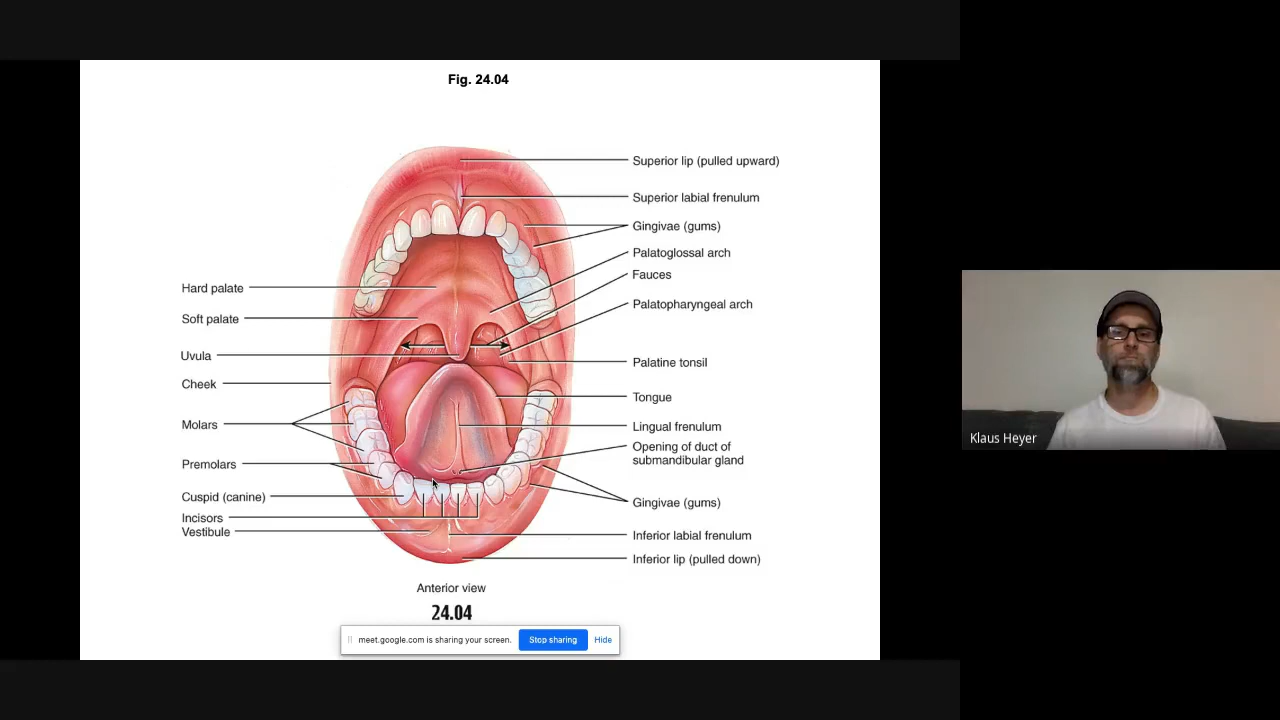 Fig. 24.04
Superior lip (pulled upward)
Superior labial frenulum
Gingivae (gums)
Palatoglossal arch
Fauces
Palatopharyngeal arch
Palatine tonsil
Tongue
Lingual frenulum
Opening of duct of
submandibular gland
Gingivae (gums)
Inferior labial frenulum
Inferior lip (pulled down)
Hard palate
Soft palate
Uvula
Cheek
Molars
Premolars
Cuspid (canine)
Incisors
Vestibule
Anterior view
24.04
meet.google.com is sharing your screen. Stop sharing Hide
Klaus Heyer